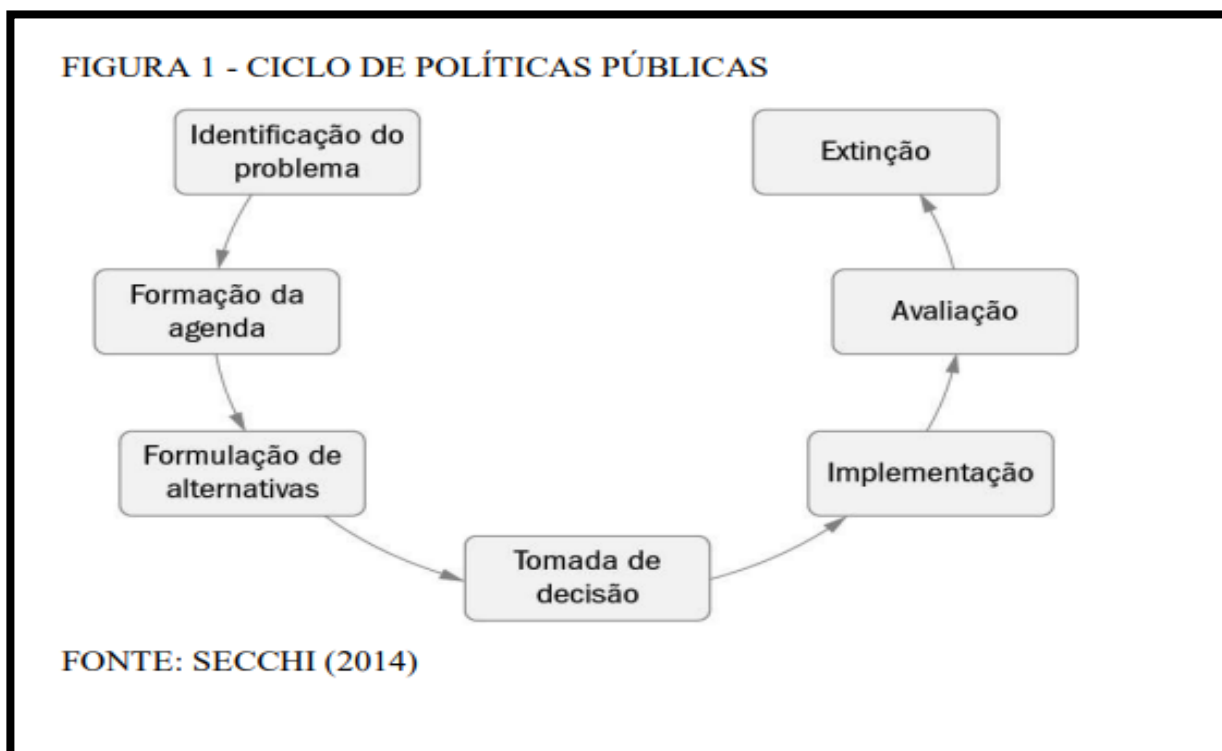 FIGURA 1 - CICLO DE POLÍTICAS PÚBLICAS
Identificação do
problema
Formação da
agenda
Formulação de
alternativas
Tomada de
decisão
Implementação
Avaliação
Extinção
FONTE: SECCHI (2014)